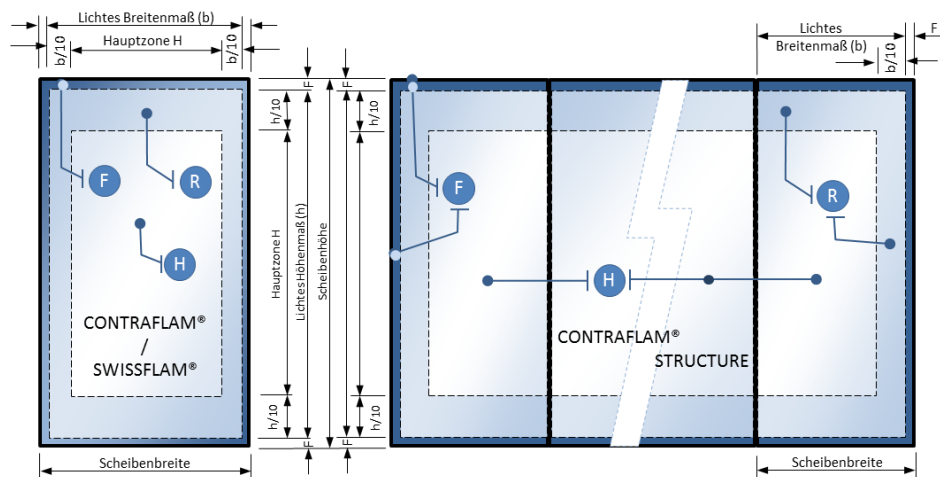 Lichtes Breitenmaß (b)
b/10
Hauptzone H
b/10
F
R
H
CONTRAFLAM®
/
SWISSFLAM®
Scheibenbreite
F
h/10
Hauptzone H
Lichtes Höhenmaß (h)
Scheibenhöhe
h/10
F
F
h/10
h/10
F
Lichtes
Breitenmaß (b)
b/10
F
F
R
H
CONTRAFLAM®
STRUCTURE
Scheibenbreite